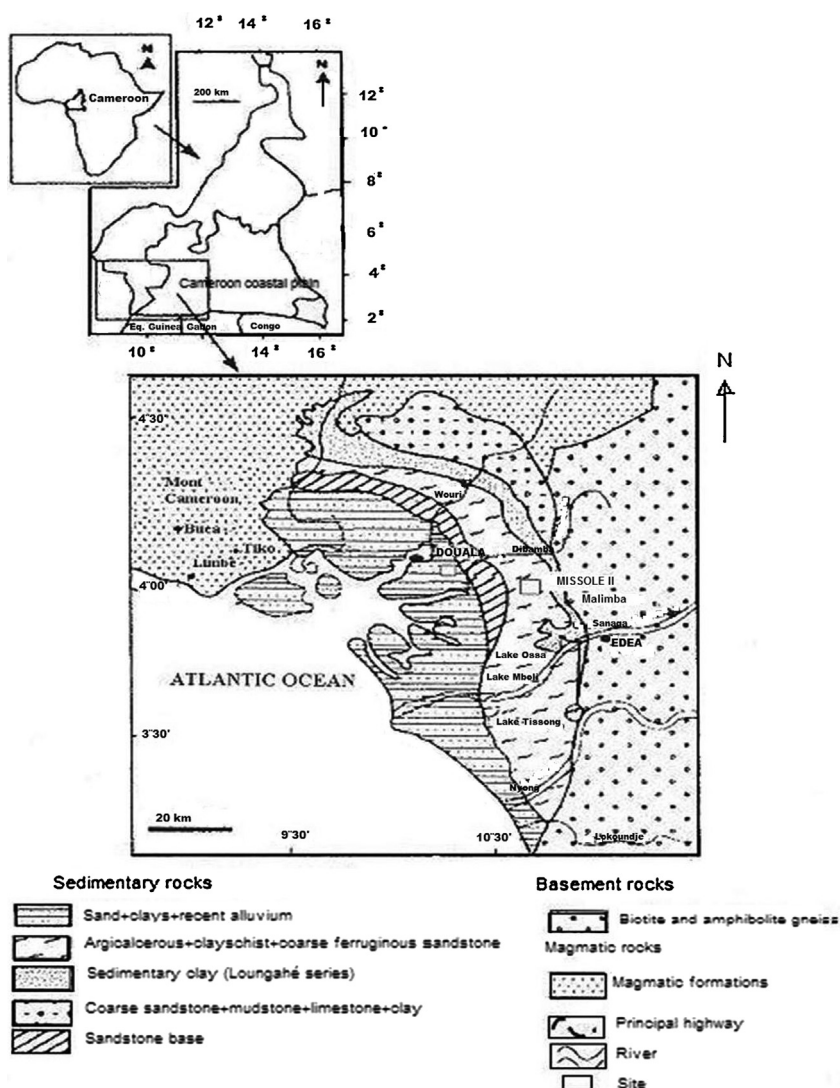 12° 14° 16°
N
N
Cameroon
200 km
12°
10°
8°
6°
4°
Cameroon coastal plain
2°
Eq. Guinea Gabon Congo
10° 14° 16°
N
4°30'
Mont
Cameroon
Wouri
Buea
DOUALA
Dibamba
Tiko
Limbe
4°00'
MISSOLE II
Malimba
Sanaga
EDEA
Lake Ossa
ATLANTIC OCEAN
Lake Mboli
Lake Tissong
3°30'
Nyong
20 km
9°30'
10°30'
Lokoundje
Sedimentary rocks
Sand+clays+recent alluvium
Argicalcerous+clayschist+coarse ferruginous sandstone
Sedimentary clay (Loungahé series)
Coarse sandstone+mudstone+limestone+clay
Sandstone base
Basement rocks
Biotite and amphibolite gneiss
Magmatic rocks
Magmatic formations
Principal highway
River
Site